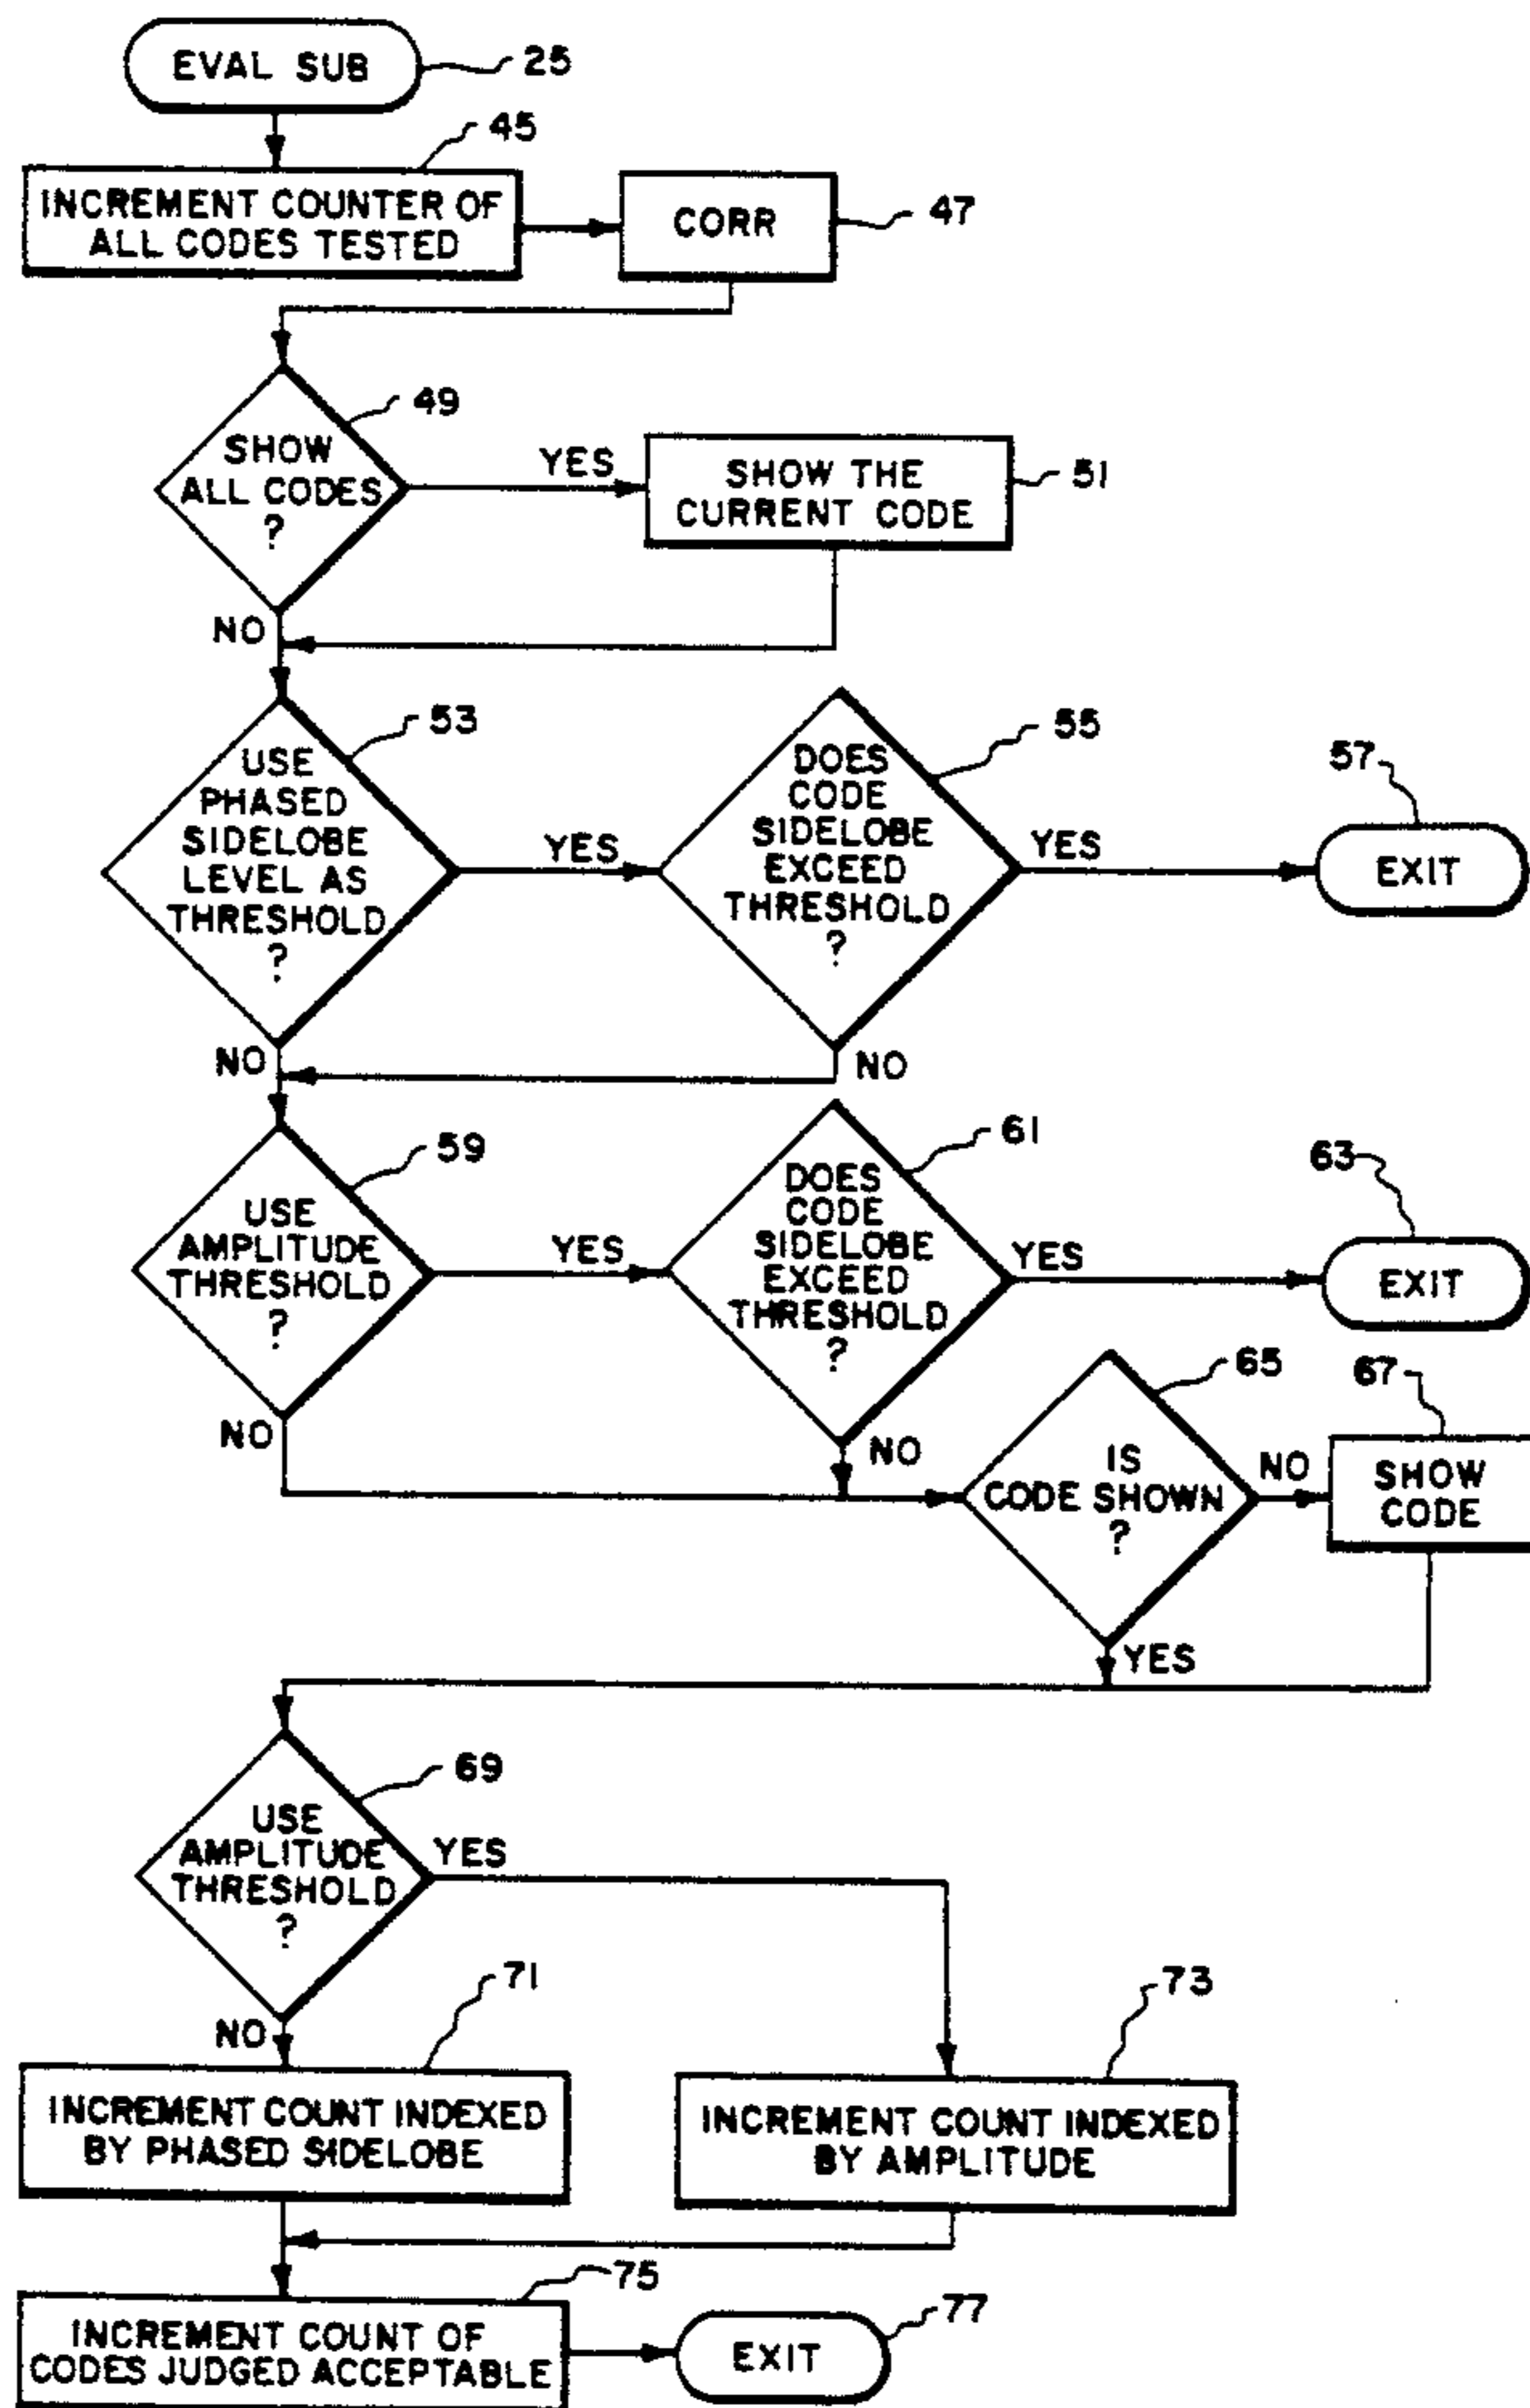 EVAL SUB
25
45
INCREMENT COUNTER OF
ALL CODES TESTED
CORR
47
49
SHOW
ALL CODES
?
YES
SHOW THE
CURRENT CODE
51
NO
53
USE
PHASED
SIDELOBE
LEVEL AS
THRESHOLD
?
YES
55
DOES
CODE
SIDELOBE
EXCEED
THRESHOLD
?
YES
57
EXIT
NO
NO
59
USE
AMPLITUDE
THRESHOLD
?
YES
61
DOES
CODE
SIDELOBE
EXCEED
THRESHOLD
?
YES
63
EXIT
NO
NO
65
IS
CODE SHOWN
?
NO
67
SHOW
CODE
YES
69
USE
AMPLITUDE
THRESHOLD
?
YES
NO
71
INCREMENT COUNT INDEXED
BY PHASED SIDELOBE
73
INCREMENT COUNT INDEXED
BY AMPLITUDE
75
INCREMENT COUNT OF
CODES JUDGED ACCEPTABLE
77
EXIT